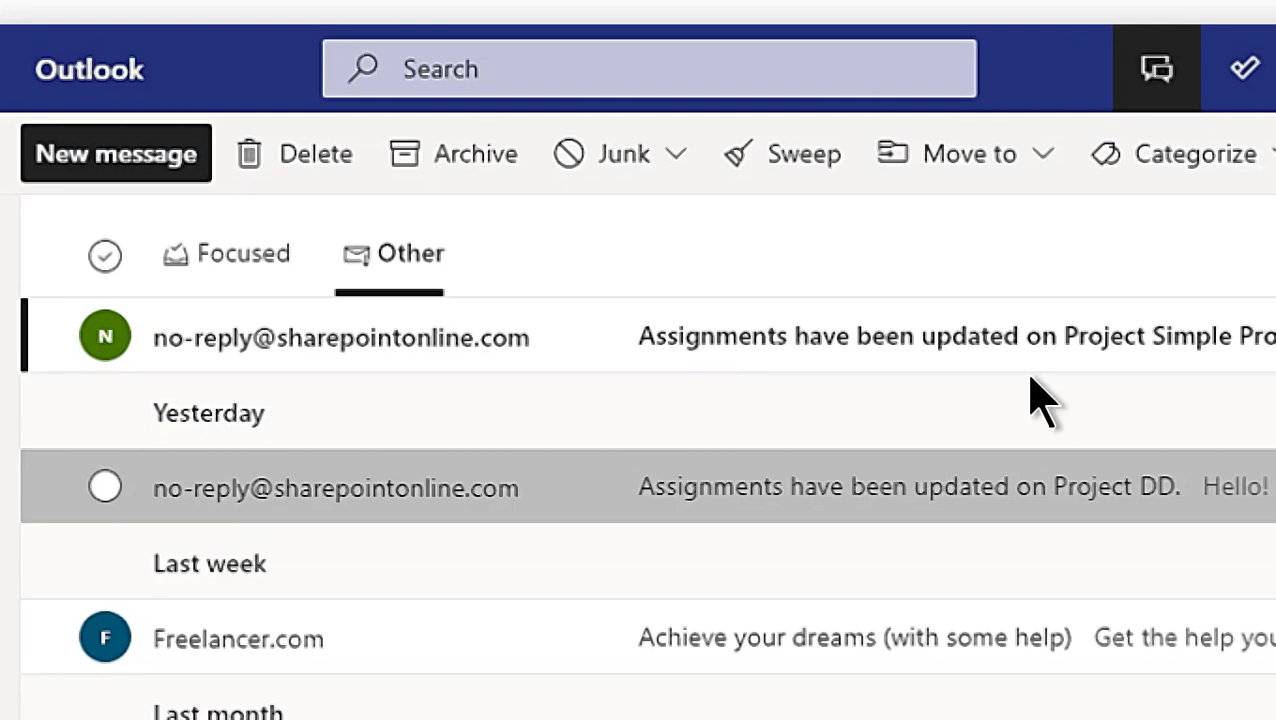 Outlook Search
New message Delete Archive Junk Sweep Move to Categorize
Focused Other
N no-reply@sharepointonline.com Assignments have been updated on Project Simple Pro
Yesterday
no-reply@sharepointonline.com Assignments have been updated on Project DD. Hello!
Last week
F Freelancer.com Achieve your dreams (with some help) Get the help you
Last month